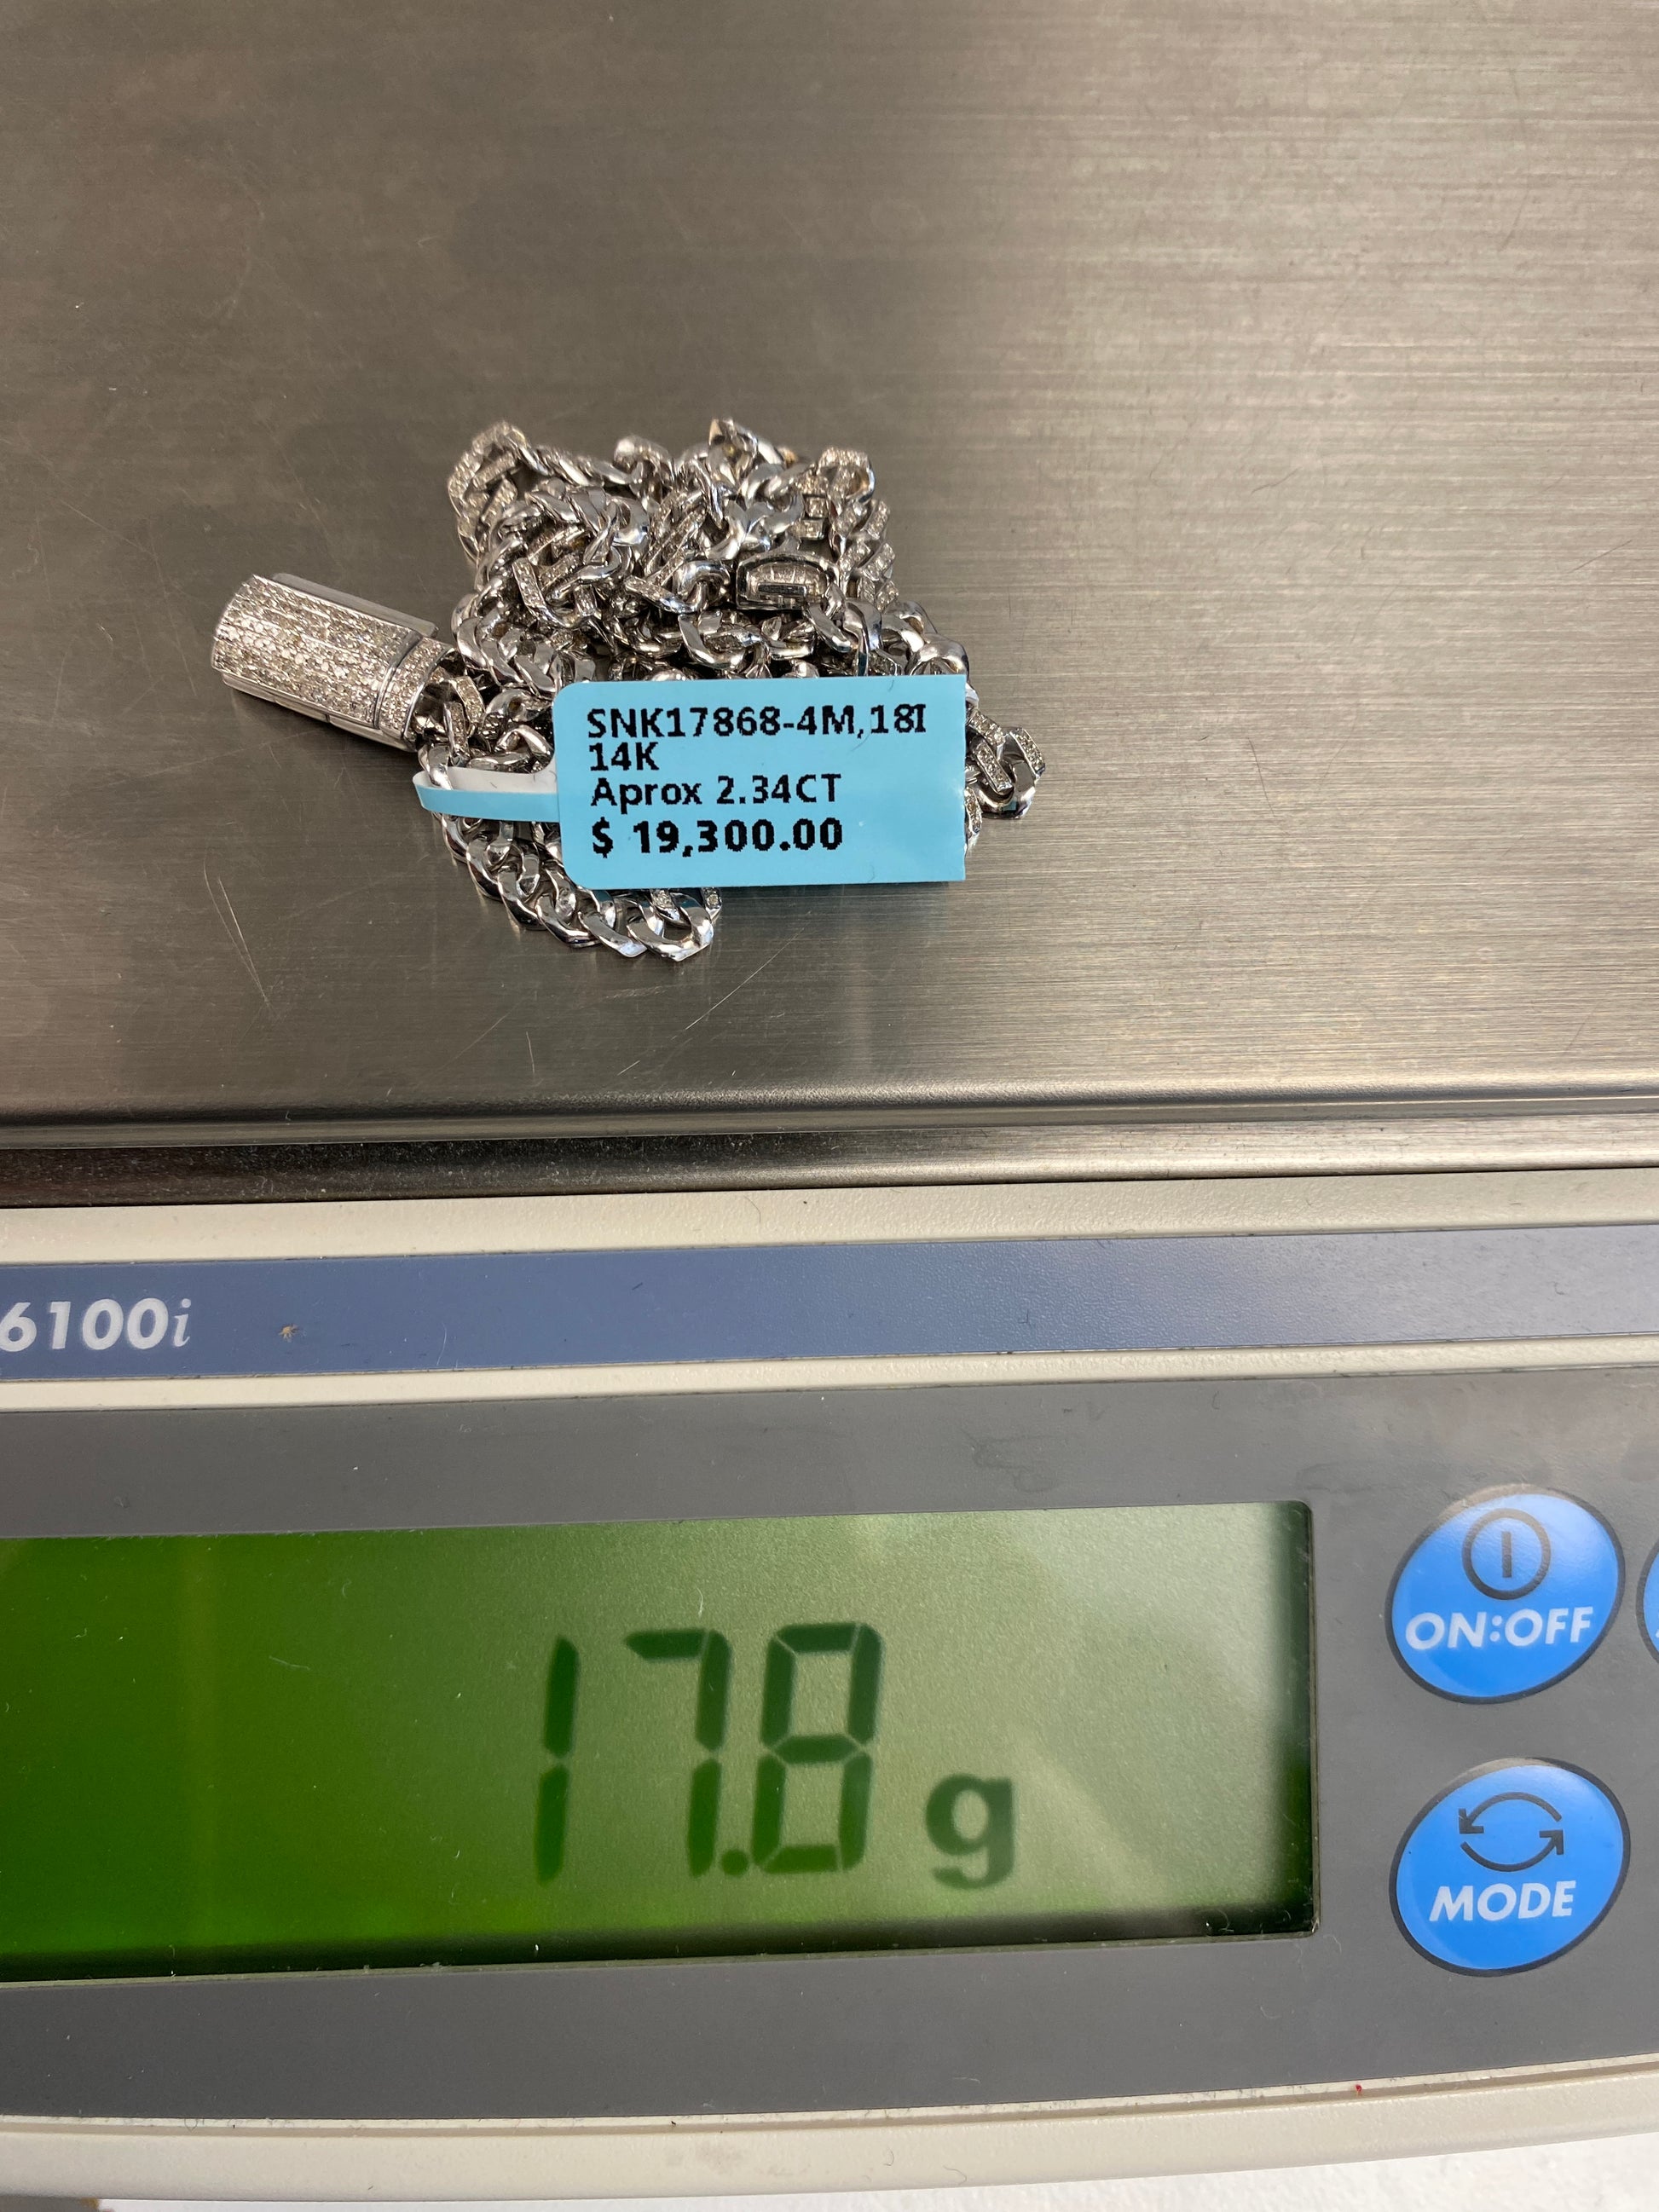 SNK17868-4M,18I
14K
Aprox 2.34CT
$ 19,300.00
6100i
17.8 g
ON:OFF
MODE